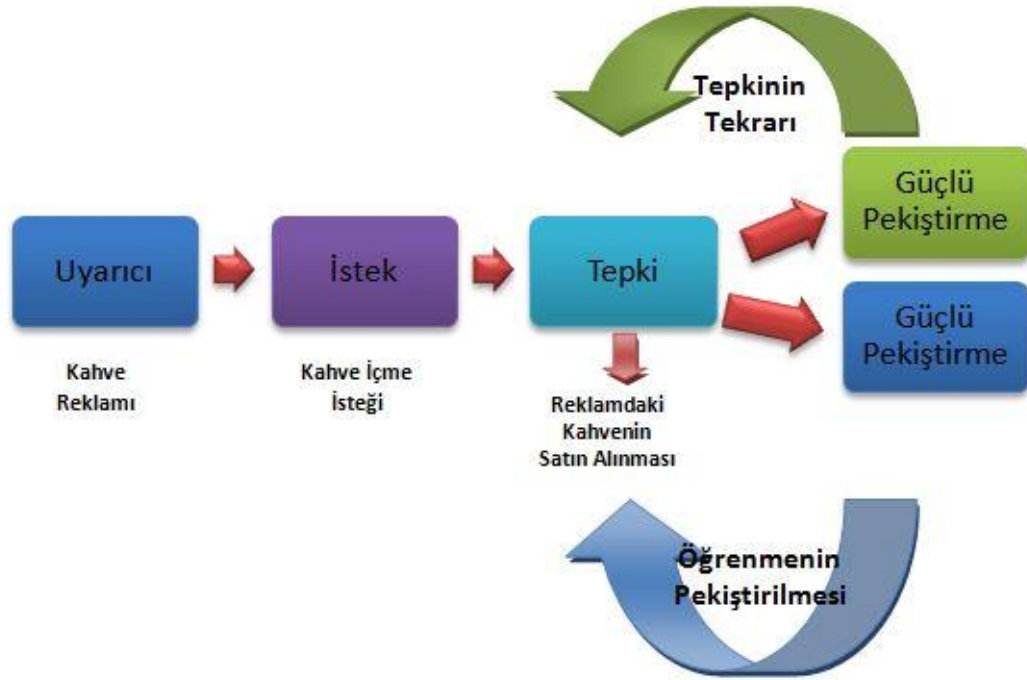 Tepkinin
Tekrarı
Güçlü
Pekiştirme
Uyarıcı
İstek
Tepki
Güçlü
Pekiştirme
Kahve
Reklamı
Kahve İçme
İsteği
Reklamdaki
Kahvenin
Satın Alınması
Öğrenmenin
Pekiştirilmesi